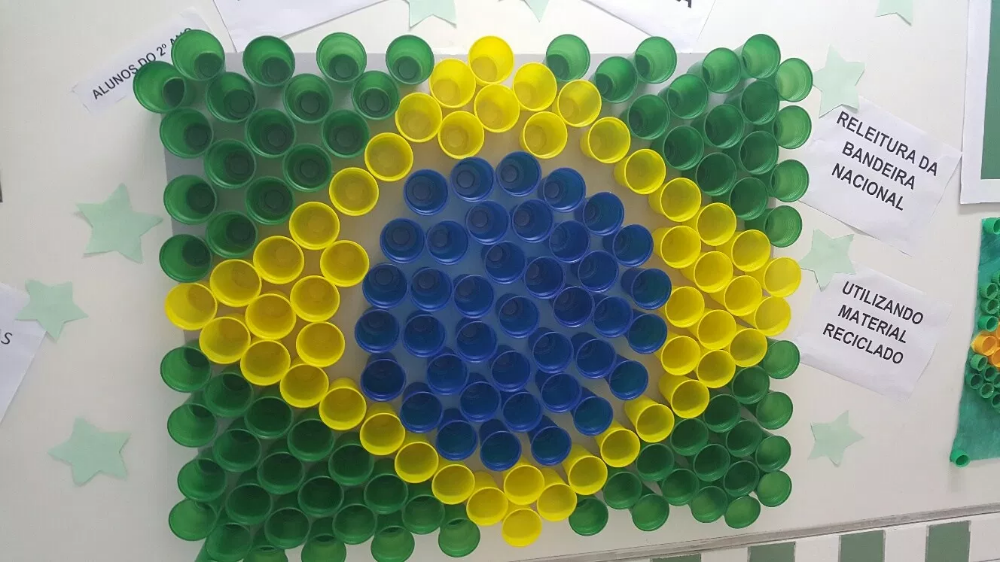 ALUNOS DO 2º ANO
RELEITURA DA
BANDEIRA
NACIONAL
UTILIZANDO
MATERIAL
RECICLADO